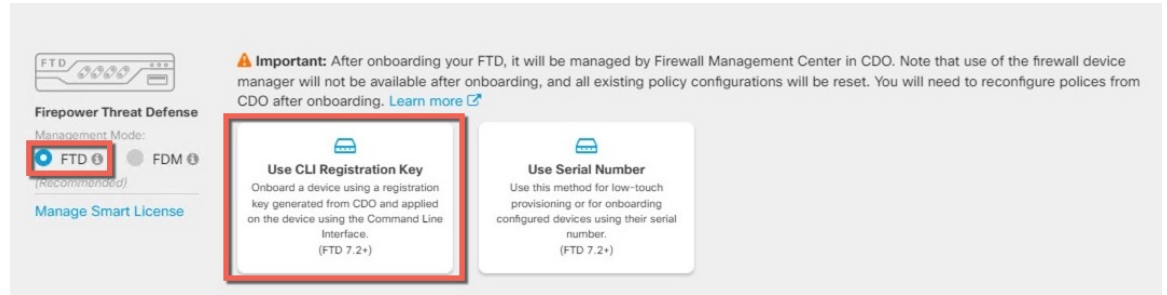 FTD
Firepower Threat Defense
Management Mode:
FTD FDM
(Recommended)
Manage Smart License
Important: After onboarding your FTD, it will be managed by Firewall Management Center in CDO. Note that use of the firewall device
manager will not be available after onboarding, and all existing policy configurations will be reset. You will need to reconfigure polices from
CDO after onboarding. Learn more
Use CLI Registration Key
Onboard a device using a registration
key generated from CDO and applied
on the device using the Command Line
Interface.
(FTD 7.2+)
Use Serial Number
Use this method for low-touch
provisioning or for onboarding
configured devices using their serial
number.
(FTD 7.2+)